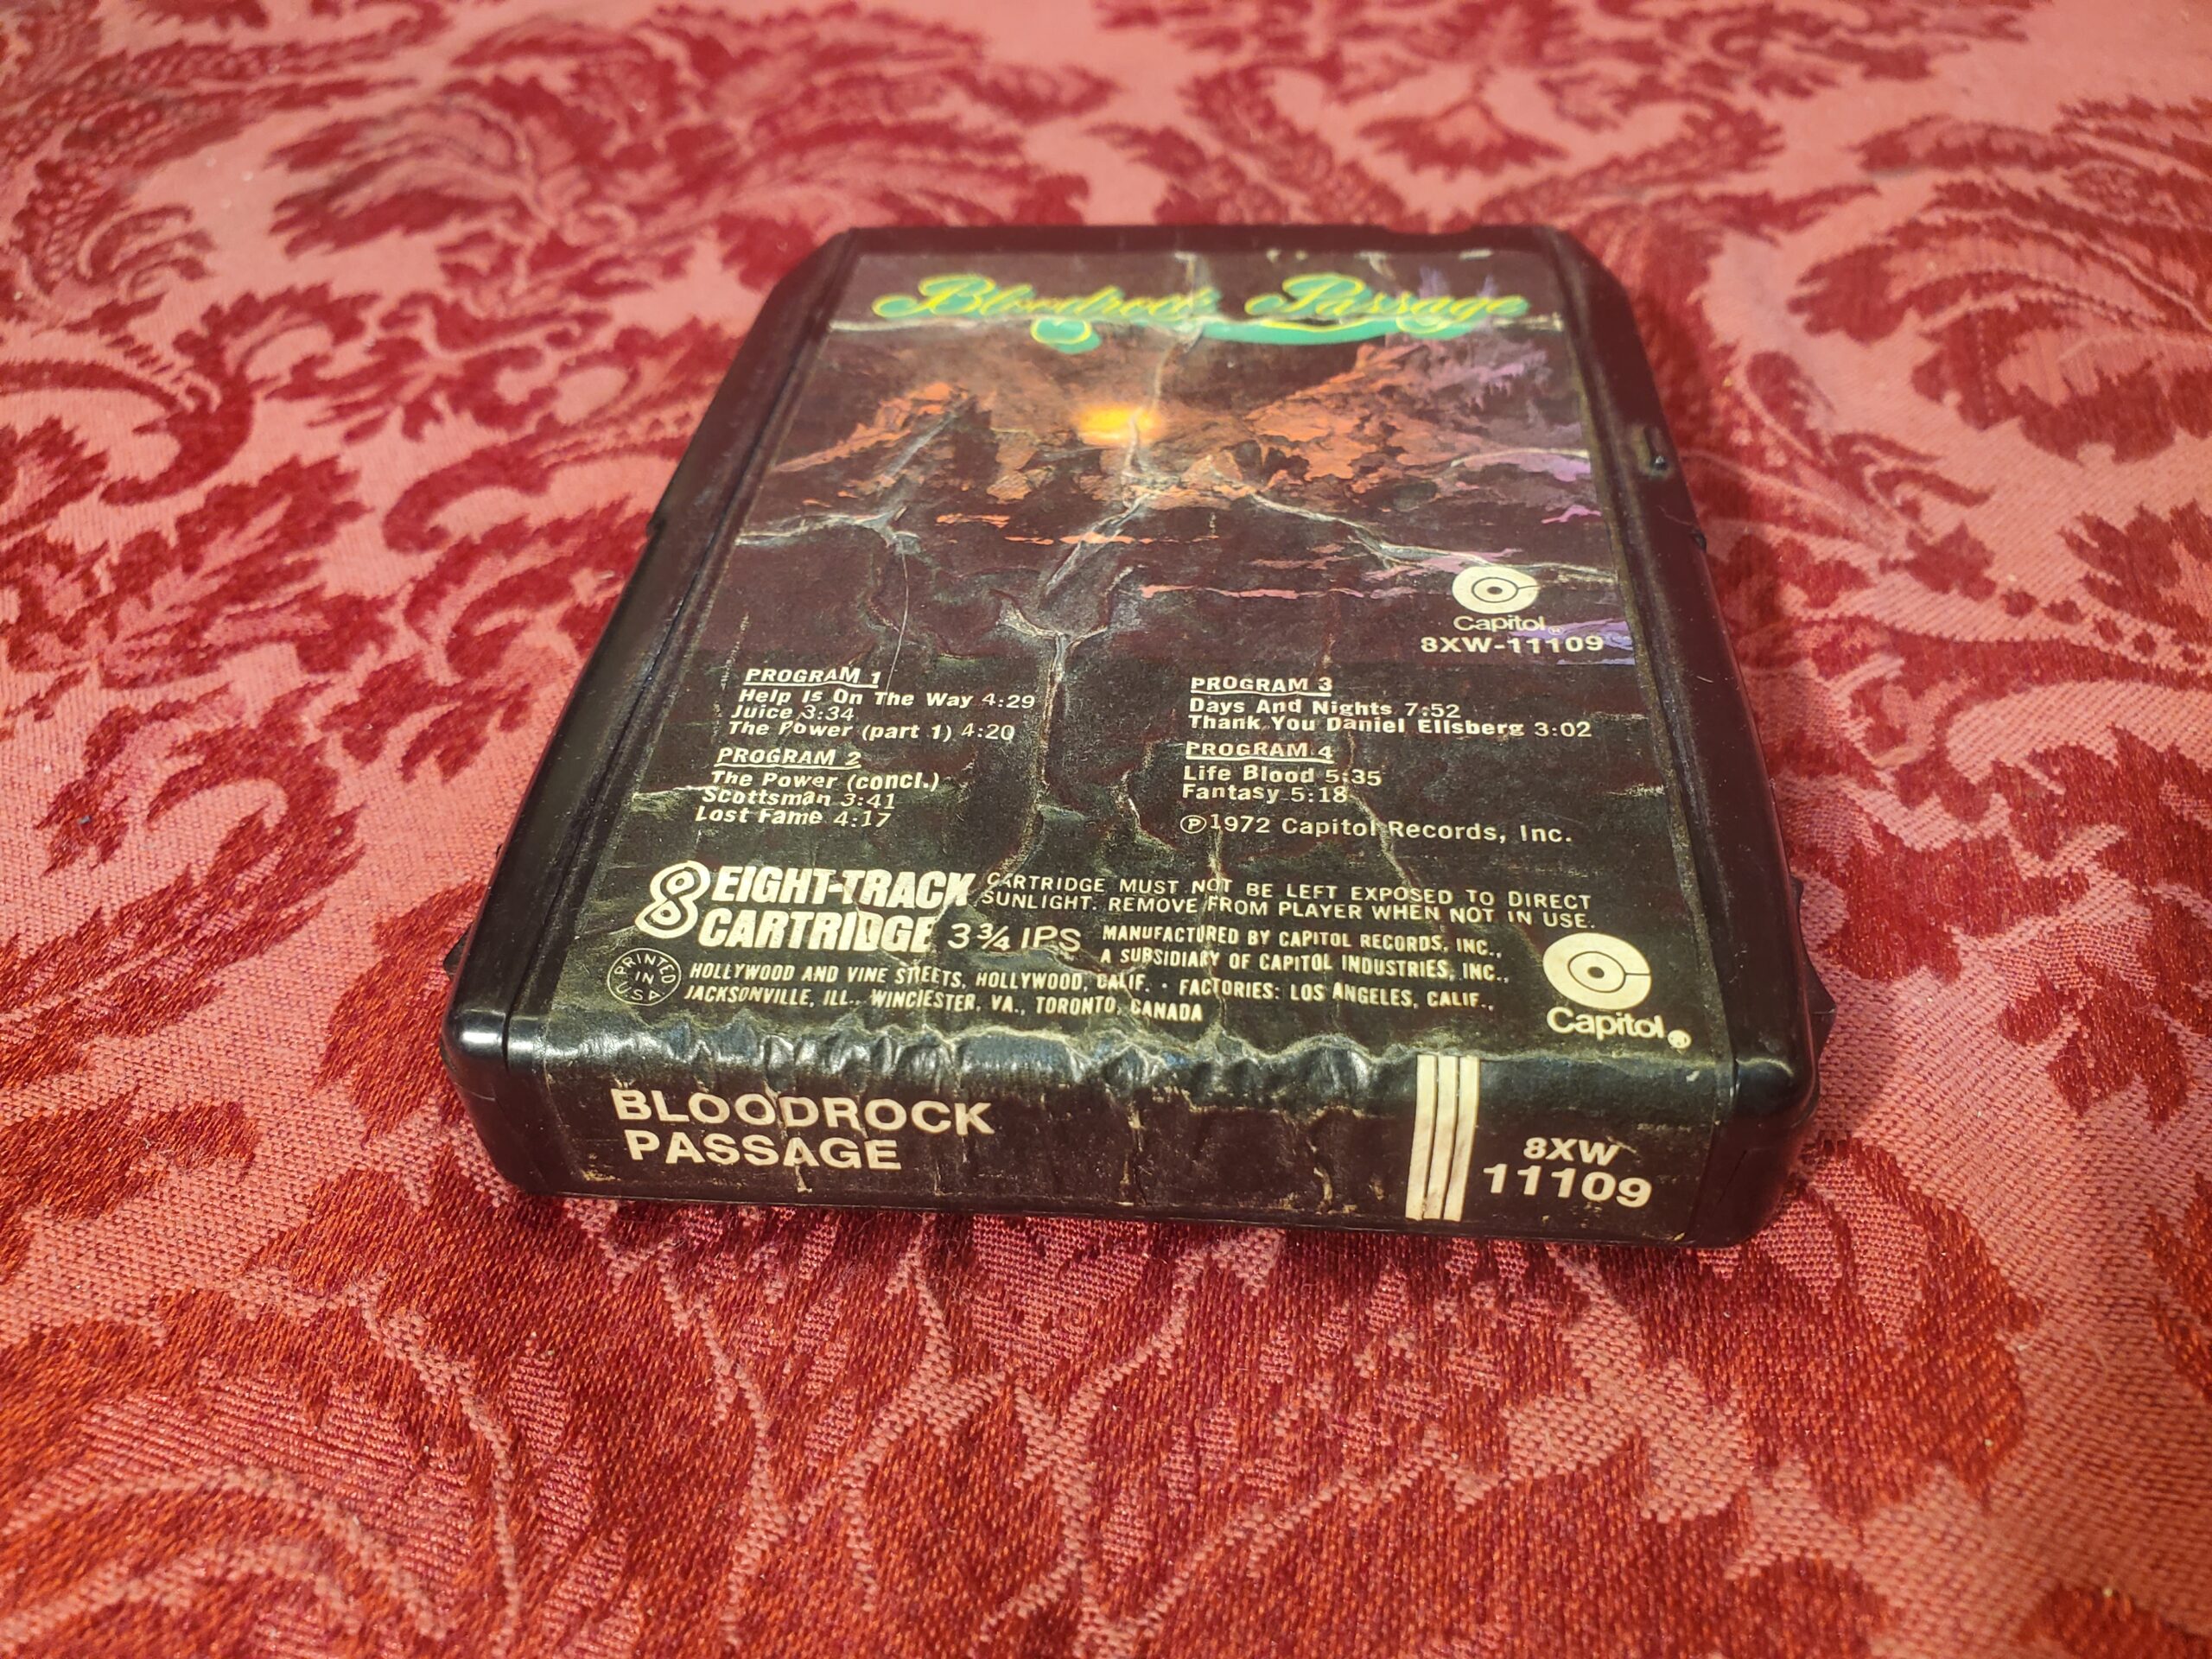 Bloodrock Passage
Capitol®
8XW-11109
PROGRAM 1
Help Is On The Way 4:29
Juice 3:34
The Power (part 1) 4:20
PROGRAM 2
The Power (concl.)
Scottsman 3:41
Lost Fame 4:17
PROGRAM 3
Days And Nights 7:52
Thank You Daniel Ellsberg 3:02
PROGRAM 4
Life Blood 5:35
Fantasy 5:18
Ⓟ1972 Capitol Records, Inc.
8 EIGHT-TRACK
CARTRIDGE 3¾ IPS
CARTRIDGE MUST NOT BE LEFT EXPOSED TO DIRECT
SUNLIGHT. REMOVE FROM PLAYER WHEN NOT IN USE.
MANUFACTURED BY CAPITOL RECORDS, INC.,
A SUBSIDIARY OF CAPITOL INDUSTRIES, INC.,
PRINTED
IN
U.S.A
HOLLYWOOD AND VINE STREETS, HOLLYWOOD, CALIF. • FACTORIES: LOS ANGELES, CALIF.,
JACKSONVILLE, ILL., WINCHESTER, VA., TORONTO, CANADA
Capitol®
BLOODROCK
PASSAGE
8XW
11109